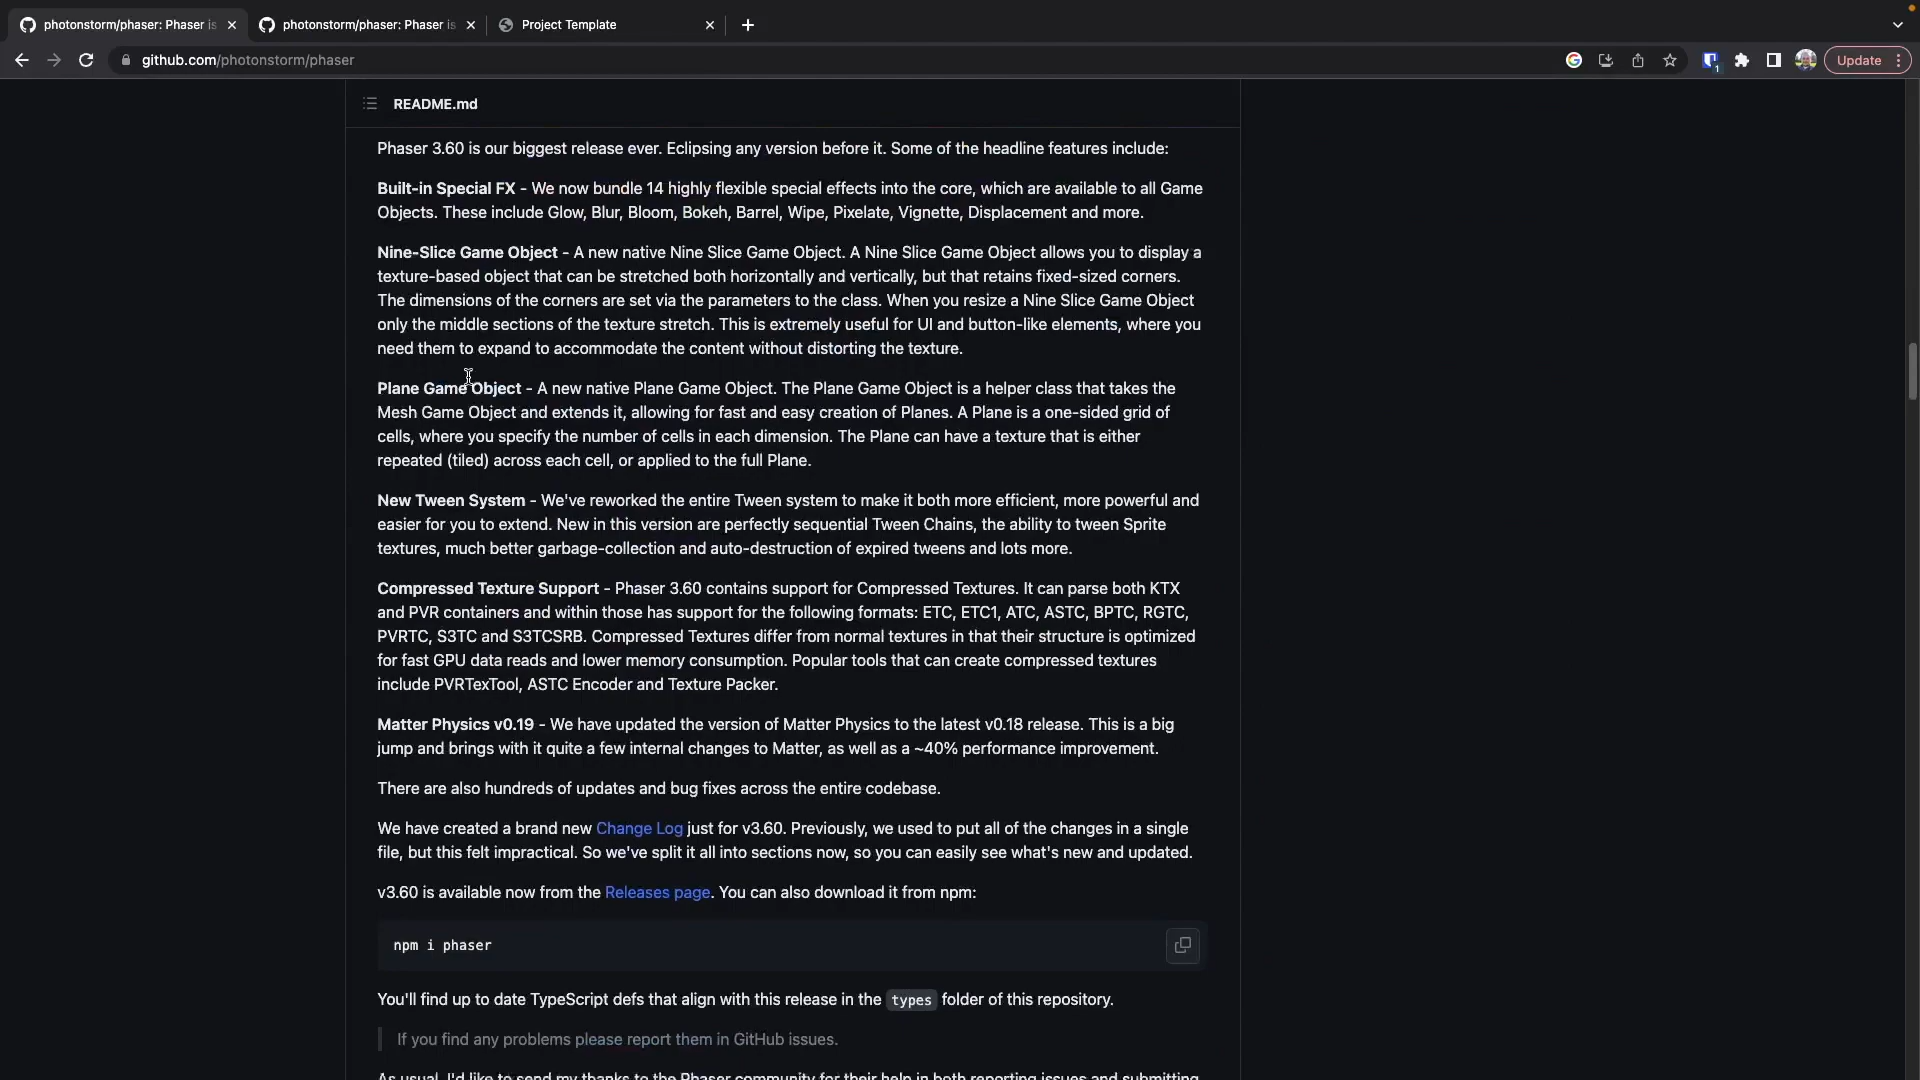 photonstorm/phaser: Phaser is
photonstorm/phaser: Phaser is
Project Template
github.com/photonstorm/phaser
1
Update
README.md
Phaser 3.60 is our biggest release ever. Eclipsing any version before it. Some of the headline features include:
Built-in Special FX - We now bundle 14 highly flexible special effects into the core, which are available to all Game
Objects. These include Glow, Blur, Bloom, Bokeh, Barrel, Wipe, Pixelate, Vignette, Displacement and more.
Nine-Slice Game Object - A new native Nine Slice Game Object. A Nine Slice Game Object allows you to display a
texture-based object that can be stretched both horizontally and vertically, but that retains fixed-sized corners.
The dimensions of the corners are set via the parameters to the class. When you resize a Nine Slice Game Object
only the middle sections of the texture stretch. This is extremely useful for UI and button-like elements, where you
need them to expand to accommodate the content without distorting the texture.
Plane Game Object - A new native Plane Game Object. The Plane Game Object is a helper class that takes the
Mesh Game Object and extends it, allowing for fast and easy creation of Planes. A Plane is a one-sided grid of
cells, where you specify the number of cells in each dimension. The Plane can have a texture that is either
repeated (tiled) across each cell, or applied to the full Plane.
New Tween System - We've reworked the entire Tween system to make it both more efficient, more powerful and
easier for you to extend. New in this version are perfectly sequential Tween Chains, the ability to tween Sprite
textures, much better garbage-collection and auto-destruction of expired tweens and lots more.
Compressed Texture Support - Phaser 3.60 contains support for Compressed Textures. It can parse both KTX
and PVR containers and within those has support for the following formats: ETC, ETC1, ATC, ASTC, BPTC, RGTC,
PVRTC, S3TC and S3TCSRB. Compressed Textures differ from normal textures in that their structure is optimized
for fast GPU data reads and lower memory consumption. Popular tools that can create compressed textures
include PVRTexTool, ASTC Encoder and Texture Packer.
Matter Physics v0.19 - We have updated the version of Matter Physics to the latest v0.18 release. This is a big
jump and brings with it quite a few internal changes to Matter, as well as a ~40% performance improvement.
There are also hundreds of updates and bug fixes across the entire codebase.
We have created a brand new Change Log just for v3.60. Previously, we used to put all of the changes in a single
file, but this felt impractical. So we've split it all into sections now, so you can easily see what's new and updated.
v3.60 is available now from the Releases page. You can also download it from npm:
npm i phaser
You'll find up to date TypeScript defs that align with this release in the types folder of this repository.
If you find any problems please report them in GitHub issues.
As usual, I'd like to send my thanks to the Phaser community for their help in both reporting issues and submitting